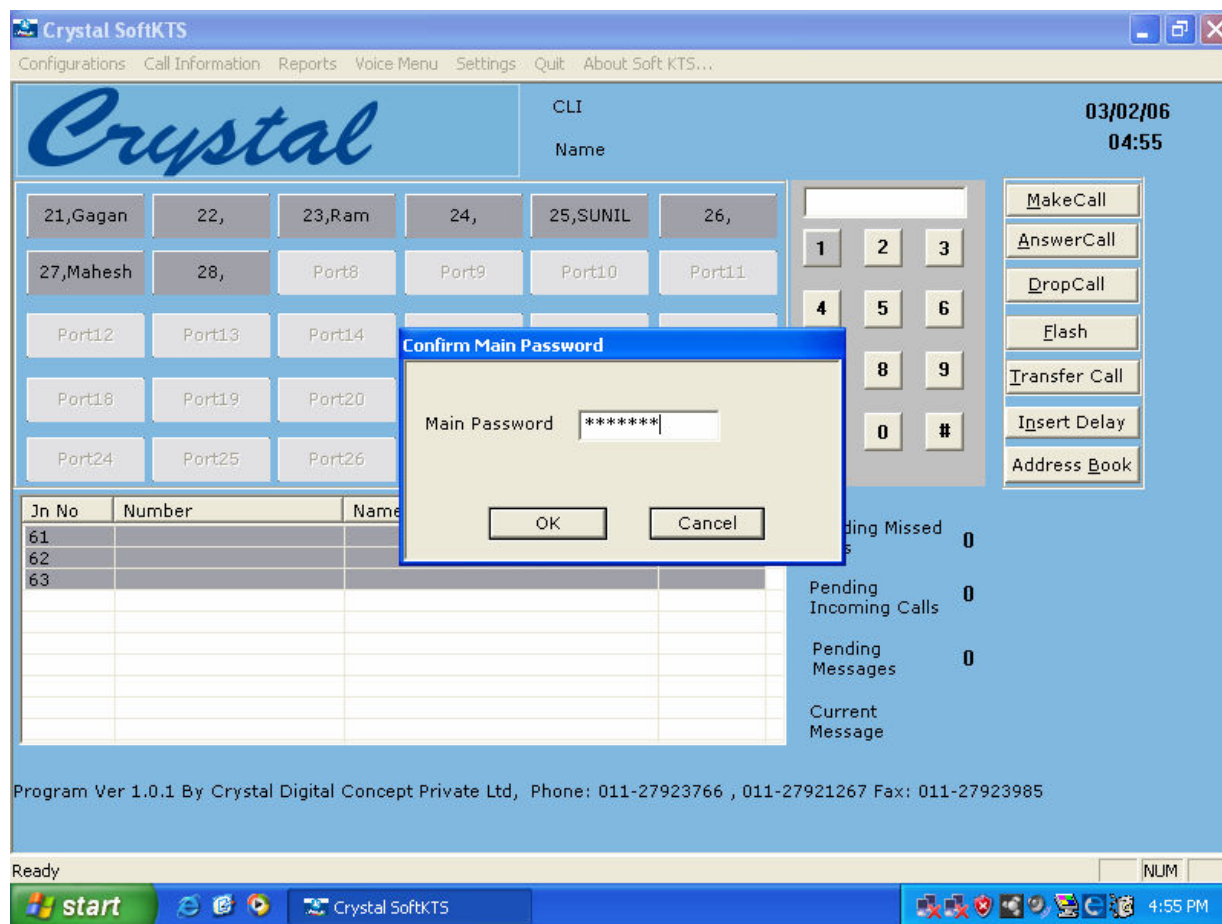 Crystal SoftKTS
Configurations Call Information Reports Voice Menu Settings Quit About Soft KTS...
Crystal
CLI
Name
03/02/06
04:55
21,Gagan 22, 23,Ram 24, 25,SUNIL 26,
27,Mahesh 28, Port8 Port9 Port10 Port11
Port12 Port13 Port14
Port18 Port19 Port20
Port24 Port25 Port26
1 2 3
4 5 6
8 9
0 #
MakeCall
AnswerCall
DropCall
Flash
Transfer Call
Insert Delay
Address Book
Confirm Main Password
Main Password *******
OK Cancel
Jn No Number Name
61
62
63
Missed 0
Pending
Incoming Calls 0
Pending
Messages 0
Current
Message
Program Ver 1.0.1 By Crystal Digital Concept Private Ltd, Phone: 011-27923766 , 011-27921267 Fax: 011-27923985
Ready NUM
start Crystal SoftKTS 4:55 PM